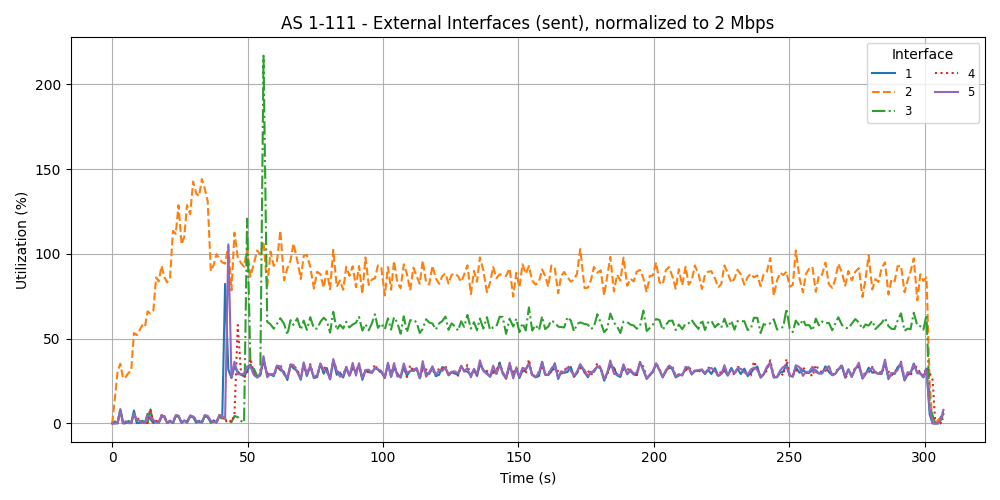 AS 1-111 - External Interfaces (sent), normalized to 2 Mbps
Interface
1 4
2 5
3
Utilization (%)
200
150
100
50
0
0 50 100 150 200 250 300
Time (s)